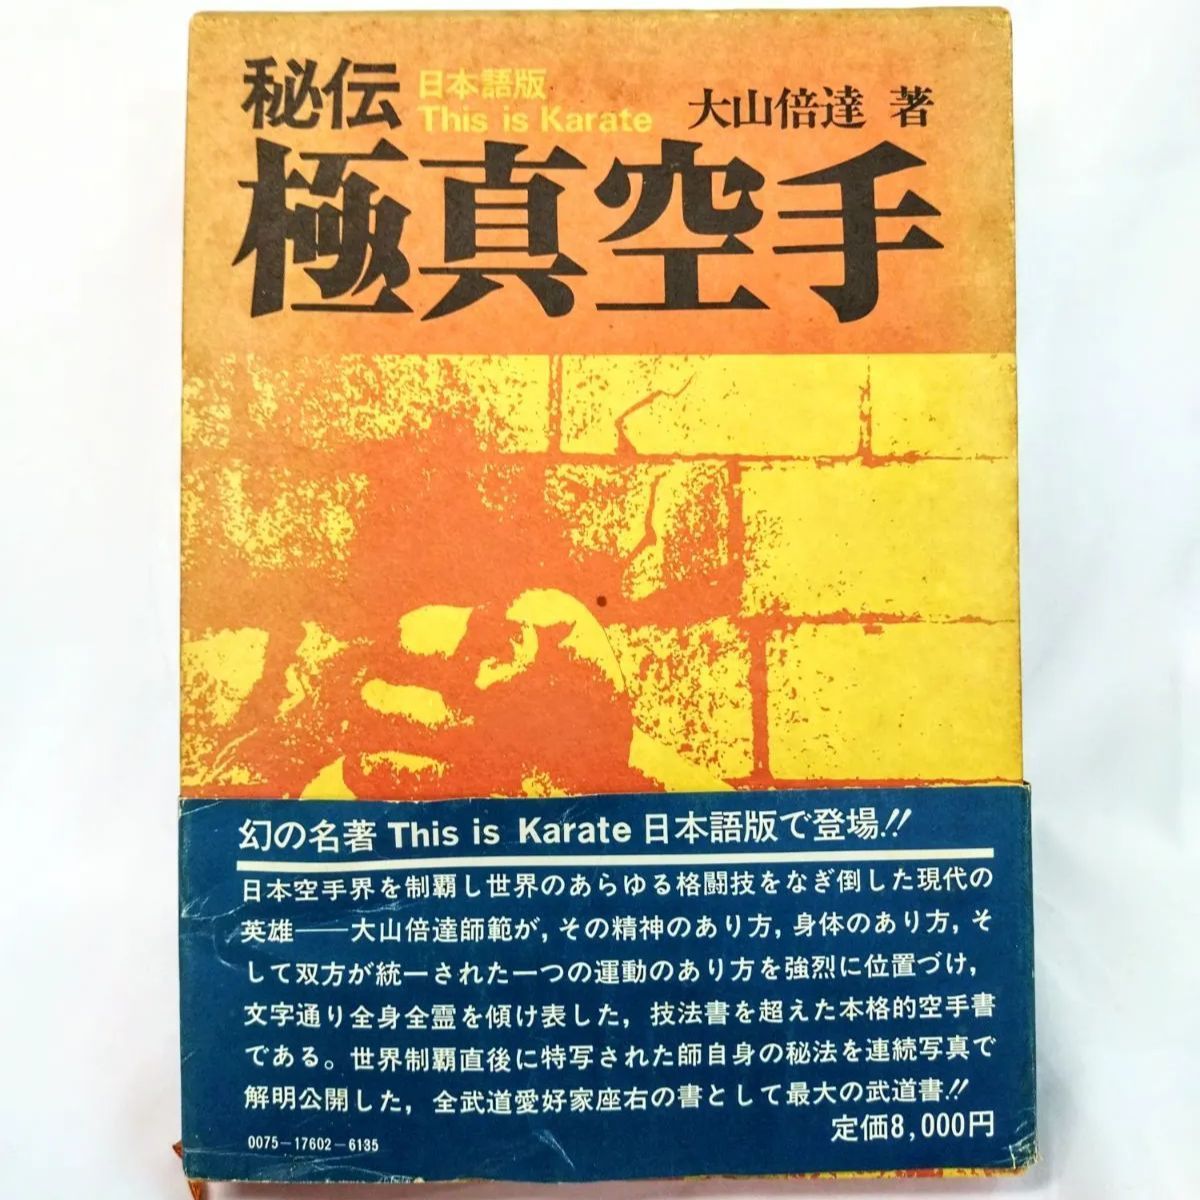 秘伝
日本語版
This is Karate
大山倍達 著
極真空手
幻の名著 This is Karate 日本語版で登場!!
日本空手界を制覇し世界のあらゆる格闘技をなぎ倒した現代の
英雄――大山倍達師範が,その精神のあり方,身体のあり方,そ
して双方が統一された一つの運動のあり方を強烈に位置づけ,
文字通り全身全霊を傾け表した,技法書を超えた本格的空手書
である。世界制覇直後に特写された師自身の秘法を連続写真で
解明公開した,全武道愛好家座右の書として最大の武道書!!
定価8,000円
0075-17602-6135